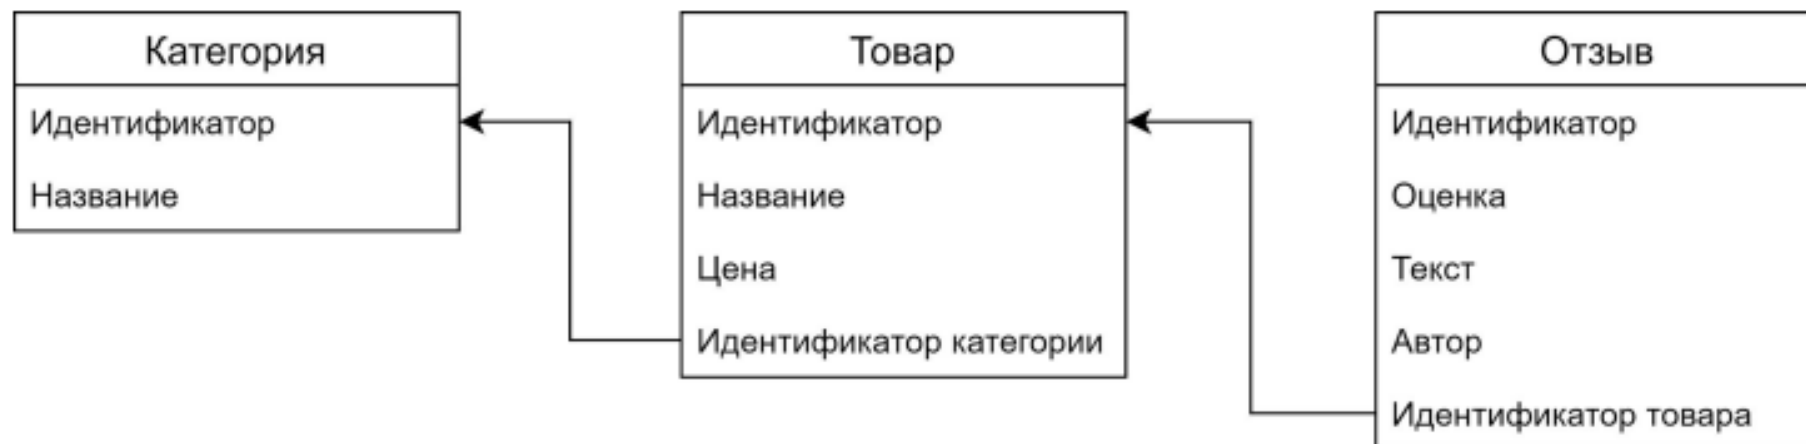 Категория
Идентификатор
Название
Товар
Идентификатор
Название
Цена
Идентификатор категории
Отзыв
Идентификатор
Оценка
Текст
Автор
Идентификатор товара